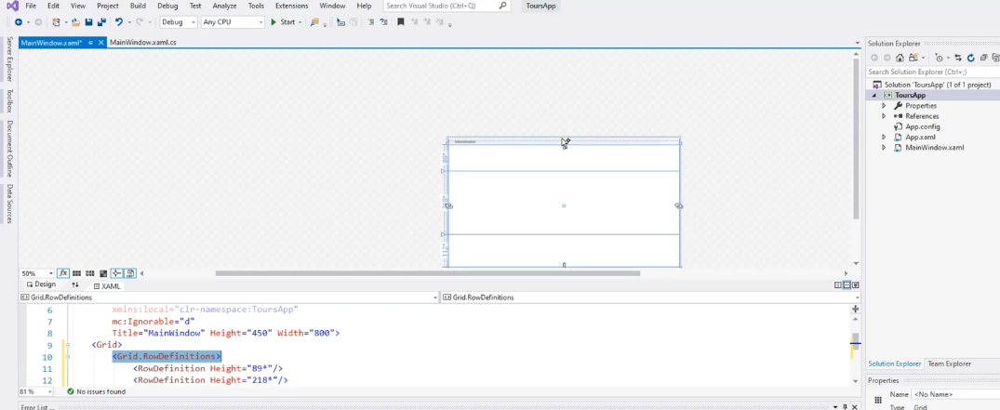 File Edit View Project Build Debug Test Analyze Tools Extensions Window Help Search Visual Studio (Ctrl+Q) ToursApp
Debug Any CPU Start
MainWindow.xaml* MainWindow.xaml.cs
Server Explorer
Toolbox
Document Outline
Data Sources
MainWindow
89*
218*
112*
50% fx
Design XAML
Grid.RowDefinitions Grid.RowDefinitions
6 xmlns:local="clr-namespace:ToursApp"
7 mc:Ignorable="d"
8 Title="MainWindow" Height="450" Width="800">
9 <Grid>
10 <Grid.RowDefinitions>
11 <RowDefinition Height="89*"/>
12 <RowDefinition Height="218*"/>
81 % No issues found
Error List ...
Solution Explorer
Search Solution Explorer (Ctrl+;)
Solution 'ToursApp' (1 of 1 project)
ToursApp
Properties
References
App.config
App.xaml
MainWindow.xaml
Solution Explorer Team Explorer
Properties
Name <No Name>
Type Grid